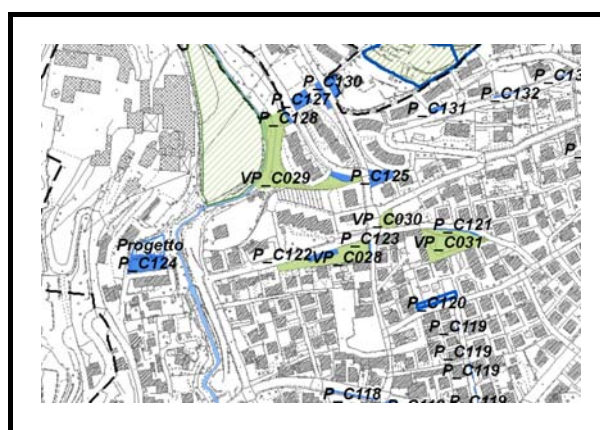 P_C130
P_C127
P_C128
P_C132
P_C131
VP_C029
P_C125
VP_C030
P_C121
P_C123
VP_C031
Progetto
P_C124
P_C122
VP_C028
P_C120
P_C119
P_C119
P_C119
P_C118
P_C119